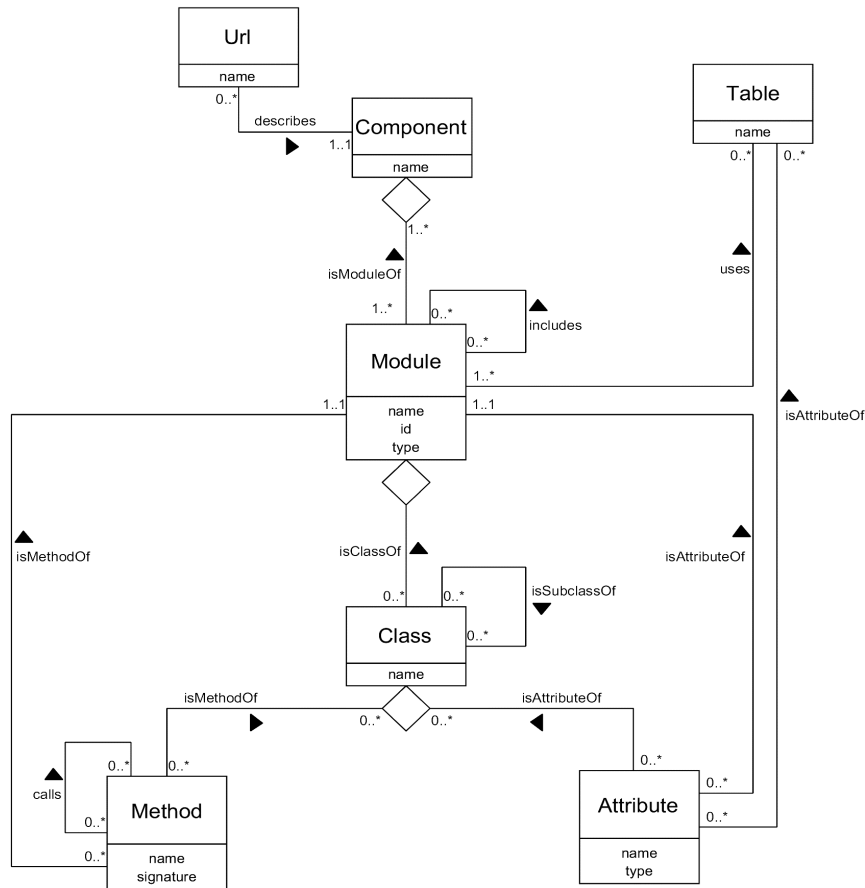 Url
name
0..*
describes
1..1
Component
name
Table
name
0..*
0..*
1..*
isModuleOf
1..*
uses
0..*
includes
0..*
Module
name
id
type
1..*
1..1
1..1
isAttributeOf
isMethodOf
isClassOf
isAttributeOf
0..*
0..*
isSubclassOf
0..*
Class
name
isMethodOf
0..*
0..*
isAttributeOf
0..*
0..*
calls
0..*
0..*
Method
name
signature
0..*
0..*
0..*
Attribute
name
type